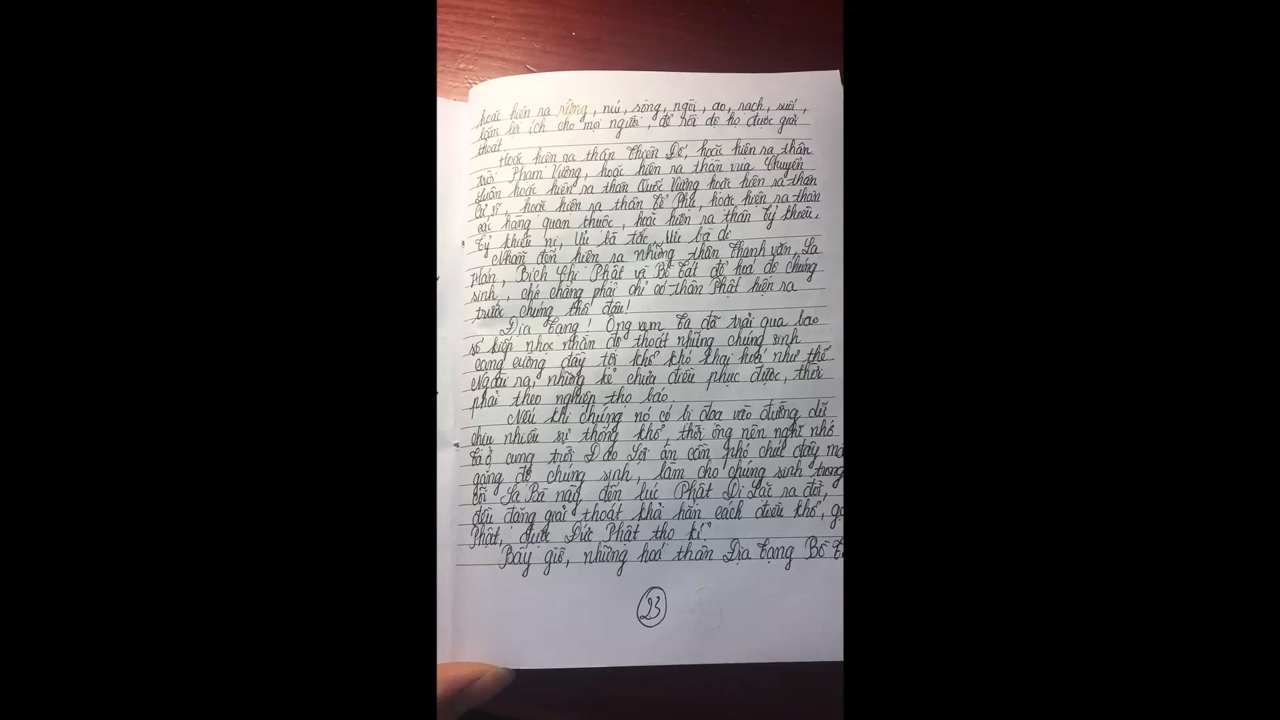 hoặc hiện ra rừng, núi, sông, ngòi, ao, rạch, suối,
làm lợi ích cho mọi người, để rồi độ họ được giải
thoát.
Hoặc hiện ra thân Thiên Đế, hoặc hiện ra thân
trời Phạm Vương, hoặc hiện ra thân vua Chuyển
Luân hoặc hiện ra thân Quốc Vương hoặc hiện ra thân
Cư sĩ, hoặc hiện ra thân Tể Phụ, hoặc hiện ra thân
các hàng quan thuộc, hoặc hiện ra thân Tỷ khiêu,
Tỷ khiêu ni, Ưu bà tắc, Ưu bà di
Nhẫn đến hiện ra những thân Thanh văn, La
Hán, Bích Chi Phật và Bồ Tát để hoá độ chúng
sinh, chớ chẳng phải chỉ có thân Phật hiện ra
trước chúng thôi đâu!
Địa Tạng! Ông xem Ta đã trải qua bao
số kiếp nhọc nhằn độ thoát những chúng sinh
cang cường đầy tội khổ khó khai hoá như thế
Ngoài ra, những kẻ chưa điều phục được, thời
phải theo nghiệp thọ báo.
Nếu khi chúng nó có bị đoạ vào đường dữ
chịu nhiều sự thống khổ, thời ông nên nghĩ nhớ
Ta ở cung trời Đao Lợi ân cần phó chúc đây mà
gắng độ chúng sinh, làm cho chúng sinh trong
cõi Ta Bà này đến lúc Phật Di Lặc ra đời,
đều đặng giải thoát khỏi hẳn cách điều khổ,
Phật, được Đức Phật thọ kí"
Bấy giờ, những hoá thân Địa Tạng Bồ
23